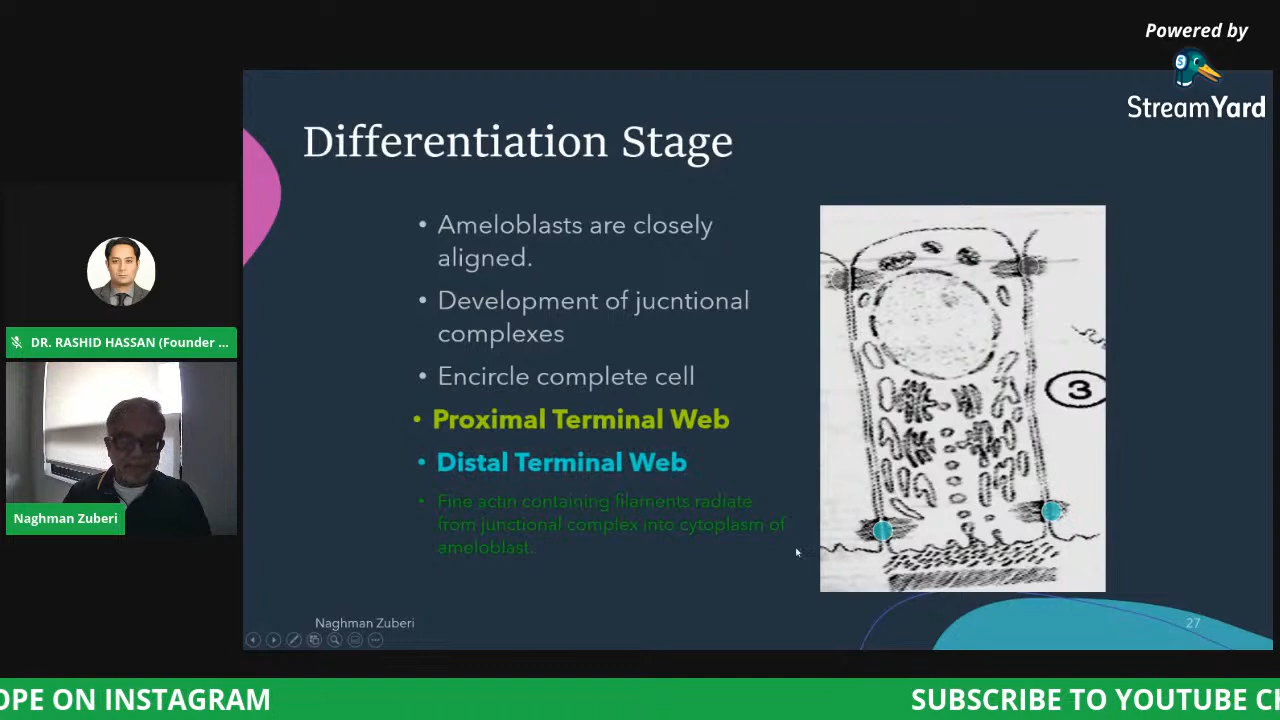 Powered by
StreamYard
Differentiation Stage
• Ameloblasts are closely
aligned.
• Development of jucntional
complexes
• Encircle complete cell
• Proximal Terminal Web
• Distal Terminal Web
• Fine actin containing filaments radiate
from junctional complex into cytoplasm of
ameloblast.
3
Naghman Zuberi
27
DR. RASHID HASSAN (Founder ...
Naghman Zuberi
OPE ON INSTAGRAM
SUBSCRIBE TO YOUTUBE CH